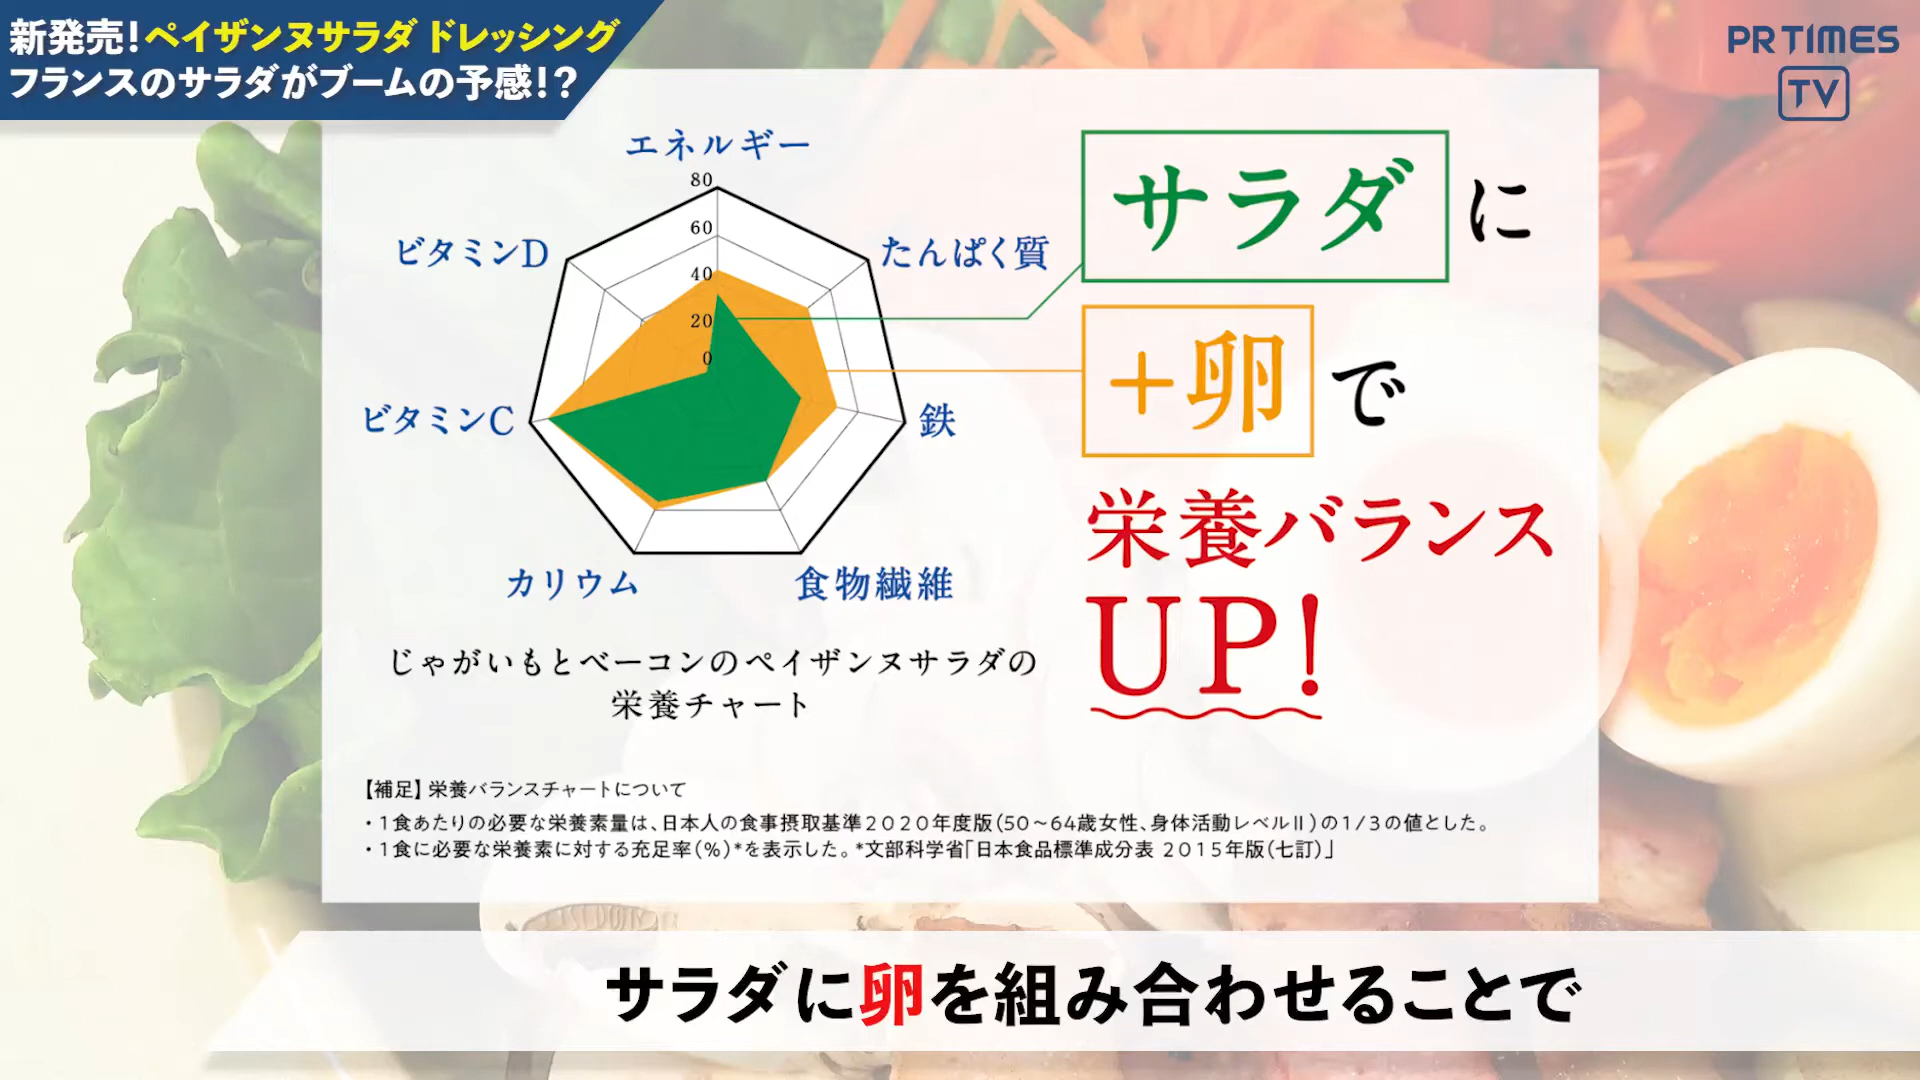 新発売!ペイザンヌサラダ ドレッシング
フランスのサラダがブームの予感!?
PR TIMES
TV
エネルギー
80
60
40
20
0
たんぱく質
鉄
食物繊維
カリウム
ビタミンC
ビタミンD
じゃがいもとベーコンのペイザンヌサラダの
栄養チャート
サラダに
+卵で
栄養バランス
UP!
【補足】栄養バランスチャートについて
・1食あたりの必要な栄養素量は、日本人の食事摂取基準2020年度版(50〜64歳女性、身体活動レベルⅡ)の1/3の値とした。
・1食に必要な栄養素に対する充足率(%)*を表示した。*文部科学省「日本食品標準成分表 2015年版(七訂)」
サラダに卵を組み合わせることで